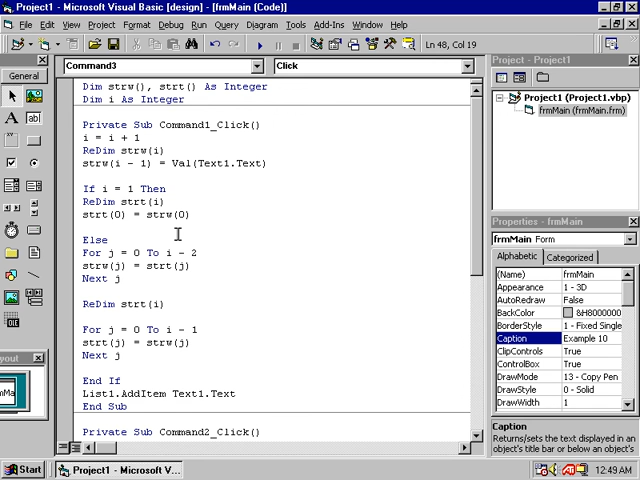 Project1 - Microsoft Visual Basic [design] - [frmMain (Code)]
File Edit View Project Format Debug Run Query Diagram Tools Add-Ins Window Help
Ln 48, Col 19
General
Command3
Click
Dim strw(), strt() As Integer
Dim i As Integer
Private Sub Command1_Click()
i = i + 1
ReDim strw(i)
strw(i - 1) = Val(Text1.Text)
If i = 1 Then
ReDim strt(i)
strt(0) = strw(0)
Else
For j = 0 To i - 2
strw(j) = strt(j)
Next j
ReDim strt(i)
For j = 0 To i - 1
strt(j) = strw(j)
Next j
End If
List1.AddItem Text1.Text
End Sub
Private Sub Command2_Click()
Project - Project1
Project1 (Project1.vbp)
frmMain (frmMain.frm)
Properties - frmMain
frmMain Form
Alphabetic Categorized
(Name) frmMain
Appearance 1 - 3D
AutoRedraw False
BackColor &H8000000
BorderStyle 1 - Fixed Single
Caption Example 10
ClipControls True
ControlBox True
DrawMode 13 - Copy Pen
DrawStyle 0 - Solid
DrawWidth 1
Caption
Returns/sets the text displayed in an
object's title bar or below an object's
Start
Project1 - Microsoft V...
12:49 AM